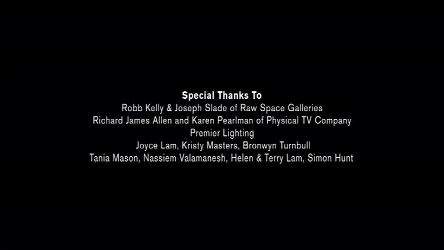 Special Thanks To
Robb Kelly & Joseph Slade of Raw Space Galleries
Richard James Allen and Karen Pearlman of Physical TV Company
Premier Lighting
Joyce Lam, Kristy Masters, Bronwyn Turnbull
Tania Mason, Nassiem Valamanesh, Helen & Terry Lam, Simon Hunt